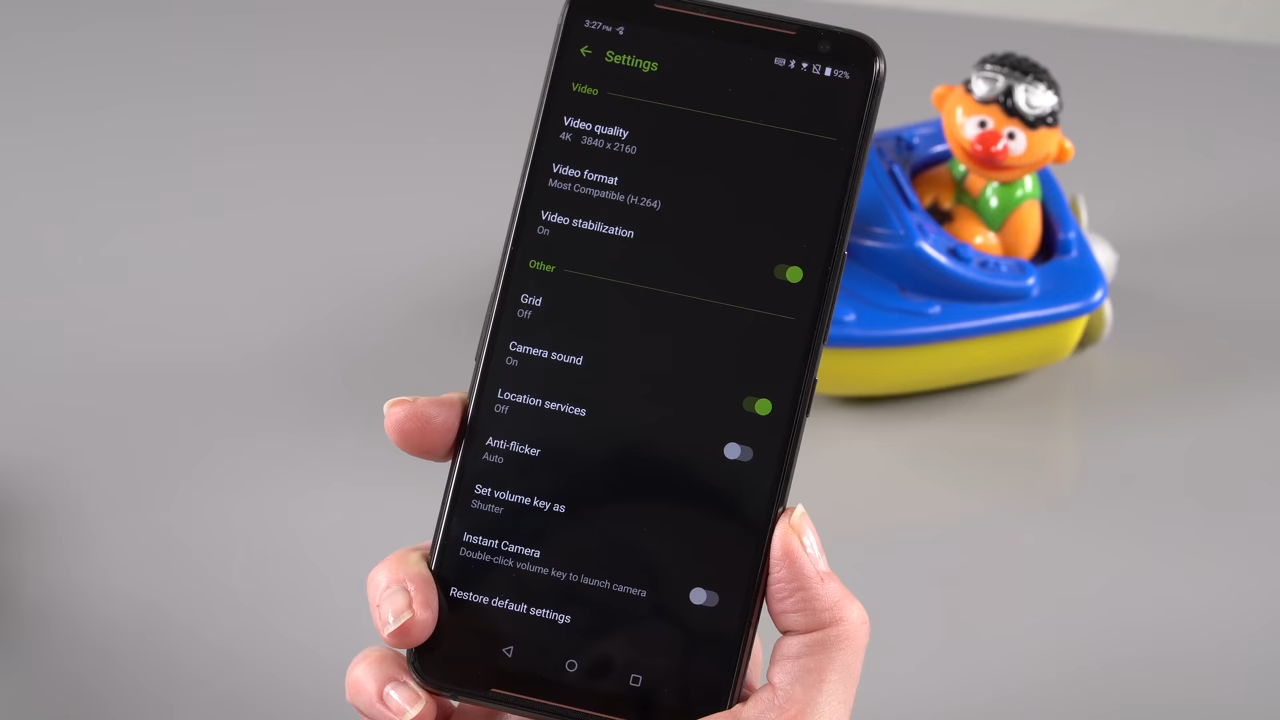 3:27 PM
92%
Settings
Video
Video quality
4K 3840 x 2160
Video format
Most Compatible (H.264)
Video stabilization
On
Other
Grid
Off
Camera sound
On
Location services
Off
Anti-flicker
Auto
Set volume key as
Shutter
Instant Camera
Double-click volume key to launch camera
Restore default settings